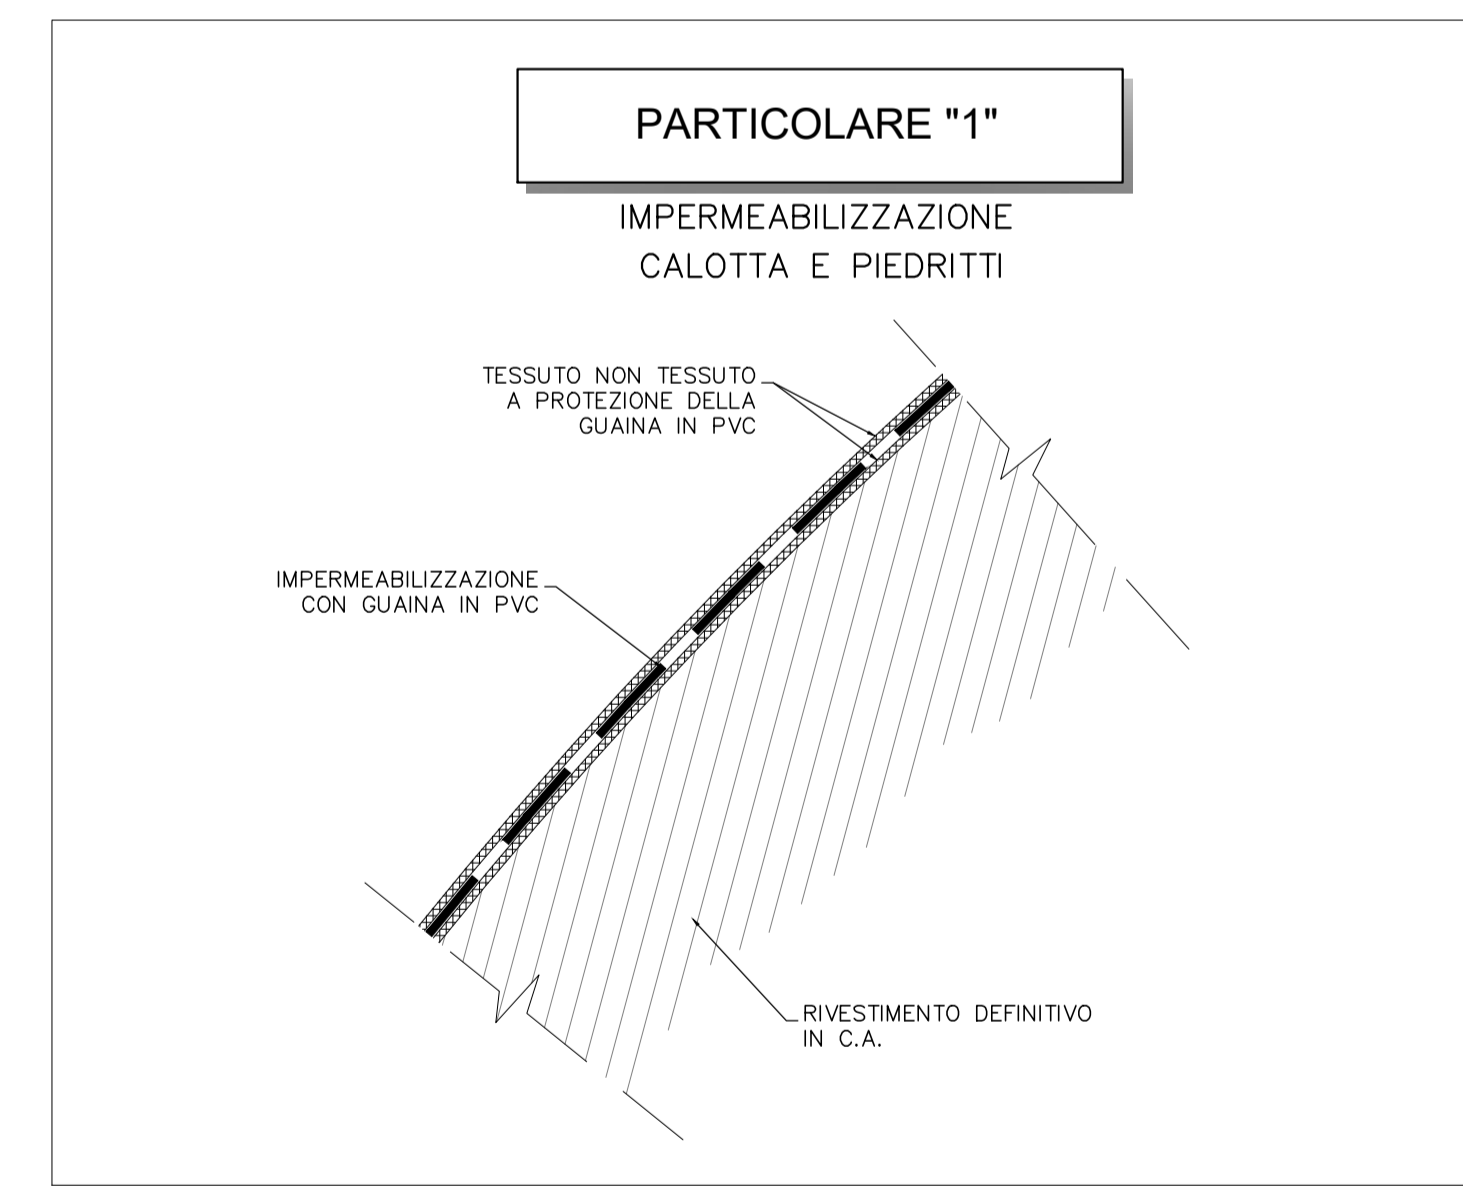 PARTICOLARE "1"
IMPERMEABILIZZAZIONE
CALOTTA E PIEDRITTI
TESSUTO NON TESSUTO
A PROTEZIONE DELLA
GUAINA IN PVC
IMPERMEABILIZZAZIONE
CON GUAINA IN PVC
RIVESTIMENTO DEFINITIVO
IN C.A.